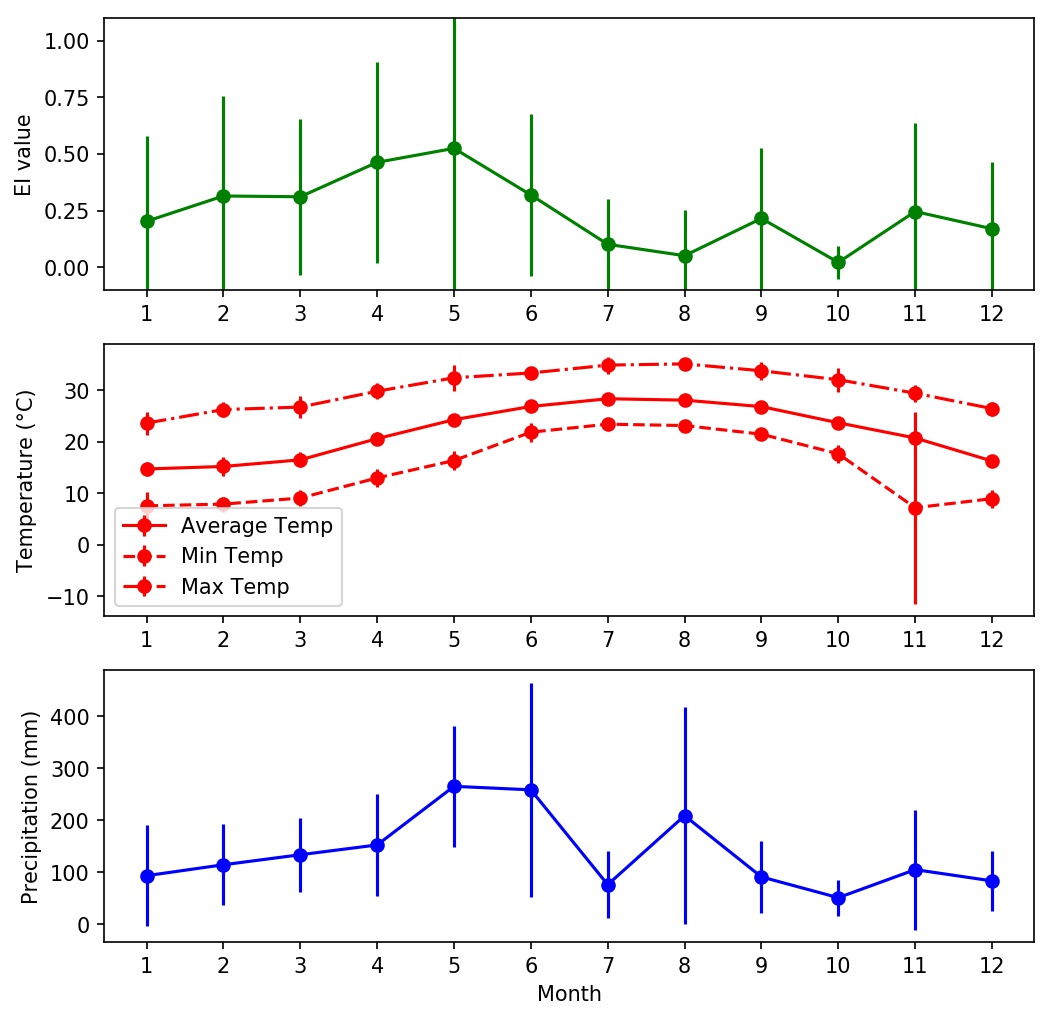 EI value
1.00
0.75
0.50
0.25
0.00
1 2 3 4 5 6 7 8 9 10 11 12
Temperature (°C)
30
20
10
0
−10
Average Temp
Min Temp
Max Temp
1 2 3 4 5 6 7 8 9 10 11 12
Precipitation (mm)
400
300
200
100
0
1 2 3 4 5 6 7 8 9 10 11 12
Month